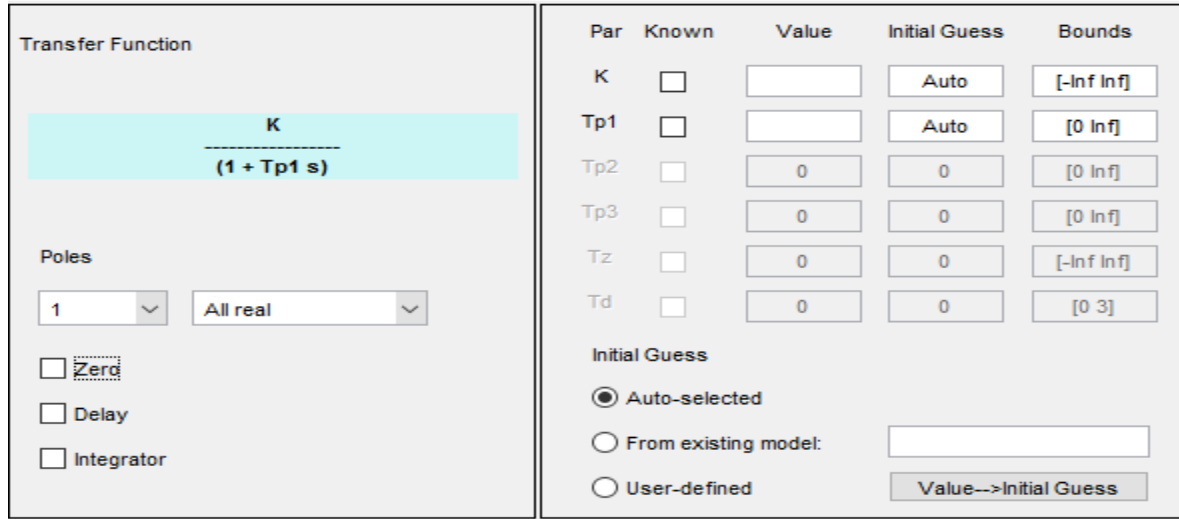 Transfer Function
K
-----------------
(1 + Tp1 s)
Poles
1 All real
Zero
Delay
Integrator
Par Known Value Initial Guess Bounds
K Auto [-Inf Inf]
Tp1 Auto [0 Inf]
Tp2 0 0 [0 Inf]
Tp3 0 0 [0 Inf]
Tz 0 0 [-Inf Inf]
Td 0 0 [0 3]
Initial Guess
Auto-selected
From existing model:
User-defined Value-->Initial Guess